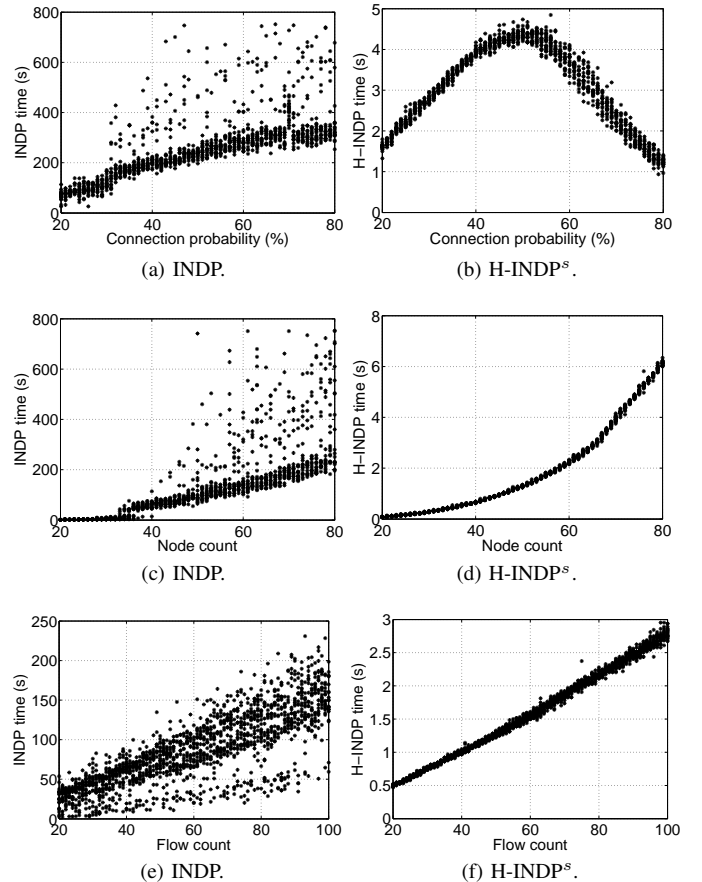 800
600
400
200
0
20 40 60 80
INDP time (s)
Connection probability (%)
(a) INDP.
5
4
3
2
1
0
20 40 60 80
H−INDP time (s)
Connection probability (%)
(b) H-INDPˢ.
800
600
400
200
0
20 40 60 80
INDP time (s)
Node count
(c) INDP.
8
6
4
2
0
20 40 60 80
H−INDP time (s)
Node count
(d) H-INDPˢ.
250
200
150
100
50
0
20 40 60 80 100
INDP time (s)
Flow count
(e) INDP.
3
2.5
2
1.5
1
0.5
0
20 40 60 80 100
H−INDP time (s)
Flow count
(f) H-INDPˢ.